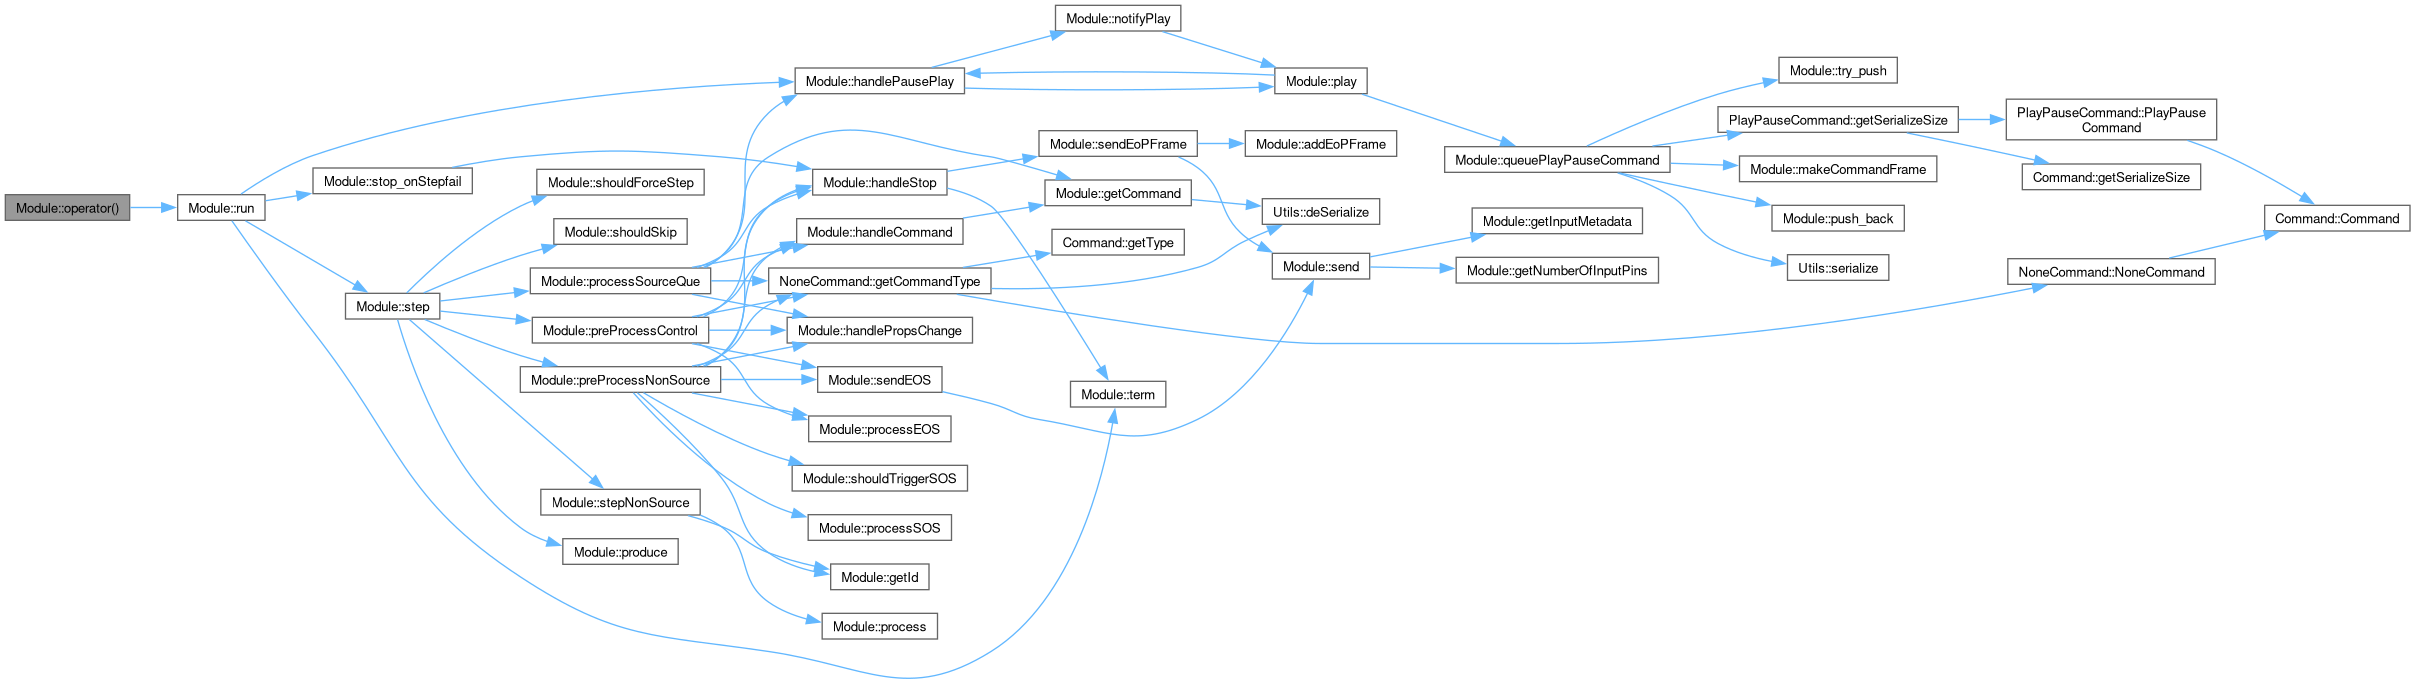 Module::operator()
Module::run
Module::stop_onStepfail
Module::step
Module::shouldForceStep
Module::shouldSkip
Module::processSourceQue
Module::preProcessControl
Module::preProcessNonSource
Module::stepNonSource
Module::produce
Module::handlePausePlay
Module::handleStop
Module::handleCommand
NoneCommand::getCommandType
Module::handlePropsChange
Module::sendEOS
Module::processEOS
Module::shouldTriggerSOS
Module::processSOS
Module::getId
Module::process
Module::notifyPlay
Module::sendEoPFrame
Module::getCommand
Command::getType
Module::term
Module::play
Module::addEoPFrame
Utils::deSerialize
Module::send
Module::queuePlayPauseCommand
Module::getInputMetadata
Module::getNumberOfInputPins
Module::try_push
PlayPauseCommand::getSerializeSize
Module::makeCommandFrame
Module::push_back
Utils::serialize
PlayPauseCommand::PlayPause
Command
Command::getSerializeSize
NoneCommand::NoneCommand
Command::Command